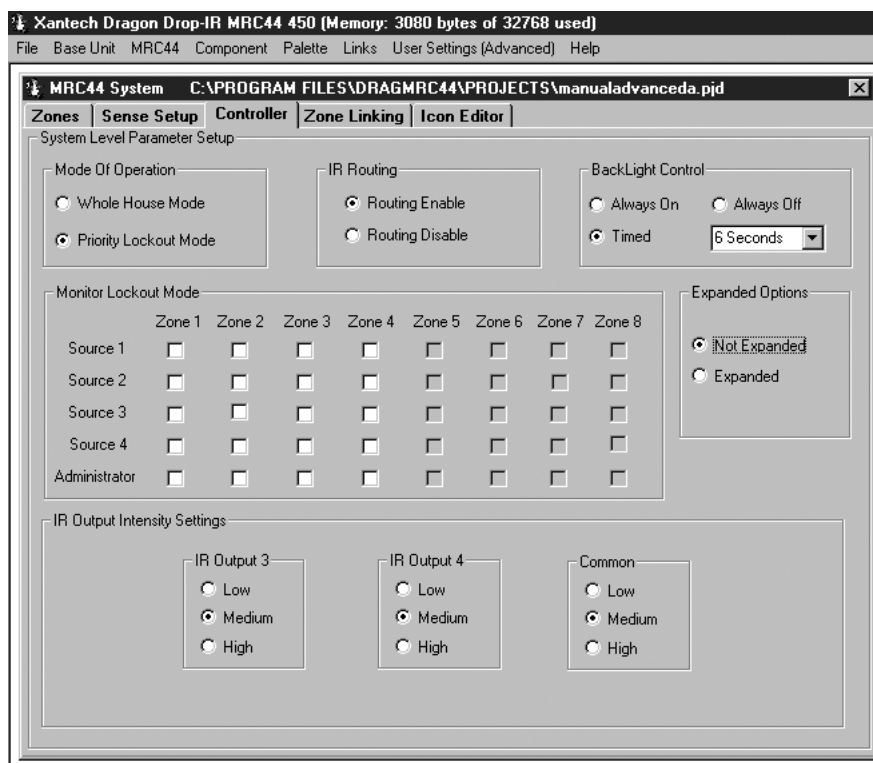 Xantech Dragon Drop-IR MRC44 450 (Memory: 3080 bytes of 32768 used)
File Base Unit MRC44 Component Palette Links User Settings (Advanced) Help
MRC44 System C:\PROGRAM FILES\DRAGMRC44\PROJECTS\manualadvanceda.pjd
Zones Sense Setup Controller Zone Linking Icon Editor
System Level Parameter Setup
Mode Of Operation
Whole House Mode
Priority Lockout Mode
IR Routing
Routing Enable
Routing Disable
BackLight Control
Always On Always Off
Timed 6 Seconds
Monitor Lockout Mode
Zone 1 Zone 2 Zone 3 Zone 4 Zone 5 Zone 6 Zone 7 Zone 8
Source 1
Source 2
Source 3
Source 4
Administrator
Expanded Options
Not Expanded
Expanded
IR Output Intensity Settings
IR Output 3
Low
Medium
High
IR Output 4
Low
Medium
High
Common
Low
Medium
High